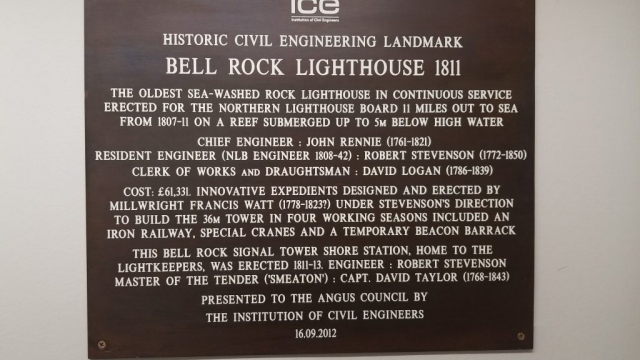 ice
Institution of Civil Engineers
HISTORIC CIVIL ENGINEERING LANDMARK
BELL ROCK LIGHTHOUSE 1811
THE OLDEST SEA-WASHED ROCK LIGHTHOUSE IN CONTINUOUS SERVICE
ERECTED FOR THE NORTHERN LIGHTHOUSE BOARD 11 MILES OUT TO SEA
FROM 1807-11 ON A REEF SUBMERGED UP TO 5M BELOW HIGH WATER
CHIEF ENGINEER : JOHN RENNIE (1761-1821)
RESIDENT ENGINEER (NLB ENGINEER 1808-42) : ROBERT STEVENSON (1772-1850)
CLERK OF WORKS AND DRAUGHTSMAN : DAVID LOGAN (1786-1839)
COST: £61,331. INNOVATIVE EXPEDIENTS DESIGNED AND ERECTED BY
MILLWRIGHT FRANCIS WATT (1778-1823?) UNDER STEVENSON'S DIRECTION
TO BUILD THE 36M TOWER IN FOUR WORKING SEASONS INCLUDED AN
IRON RAILWAY, SPECIAL CRANES AND A TEMPORARY BEACON BARRACK
THIS BELL ROCK SIGNAL TOWER SHORE STATION, HOME TO THE
LIGHTKEEPERS, WAS ERECTED 1811-13. ENGINEER : ROBERT STEVENSON
MASTER OF THE TENDER ('SMEATON') : CAPT. DAVID TAYLOR (1768-1843)
PRESENTED TO THE ANGUS COUNCIL BY
THE INSTITUTION OF CIVIL ENGINEERS
16.09.2012